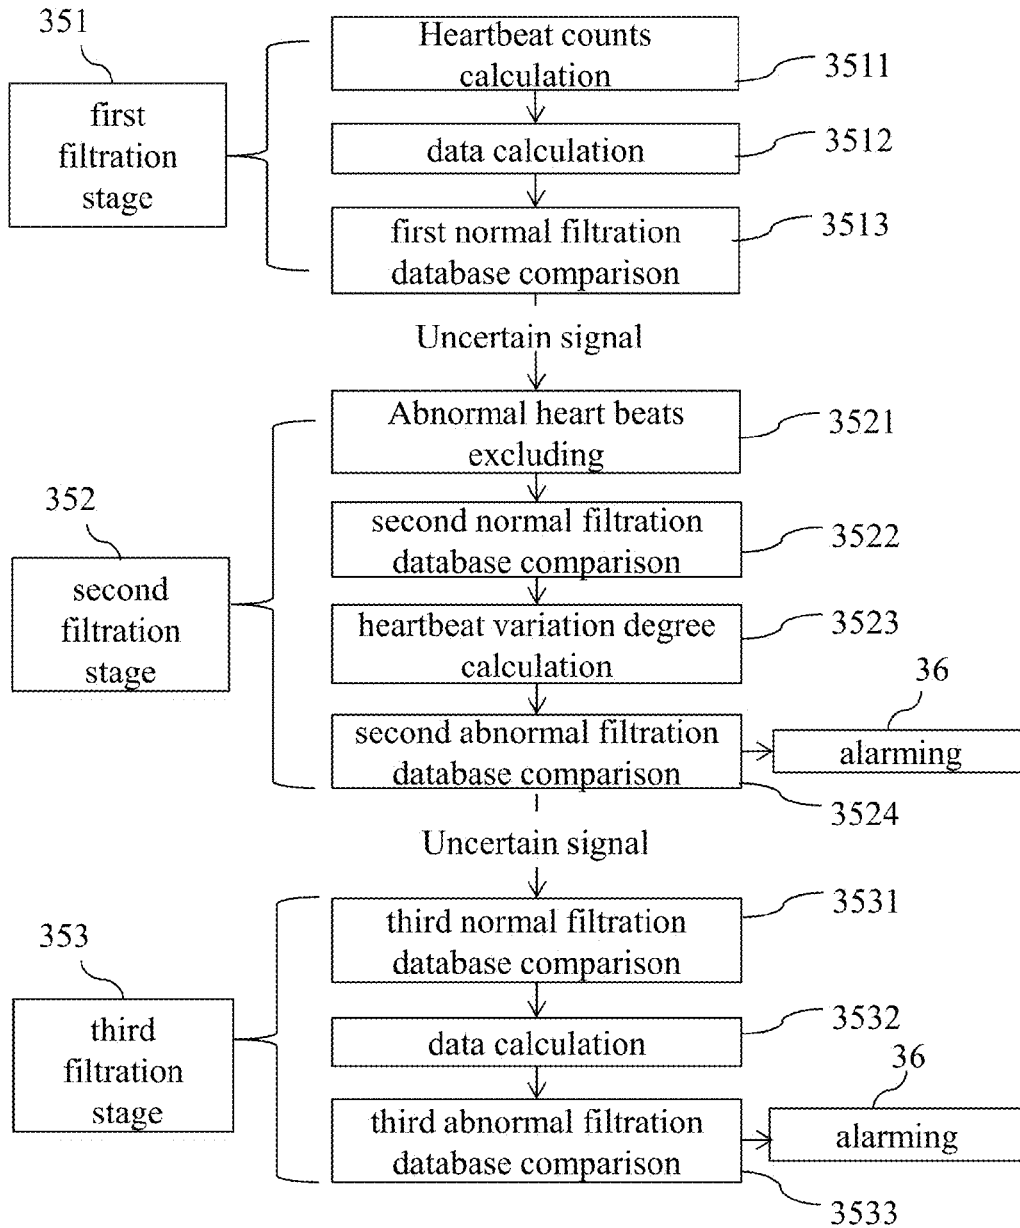 351
first
filtration
stage
Heartbeat counts
calculation
3511
data calculation
3512
first normal filtration
database comparison
3513
Uncertain signal
352
second
filtration
stage
Abnormal heart beats
excluding
3521
second normal filtration
database comparison
3522
heartbeat variation degree
calculation
3523
second abnormal filtration
database comparison
3524
36
alarming
Uncertain signal
353
third
filtration
stage
third normal filtration
database comparison
3531
data calculation
3532
third abnormal filtration
database comparison
3533
36
alarming